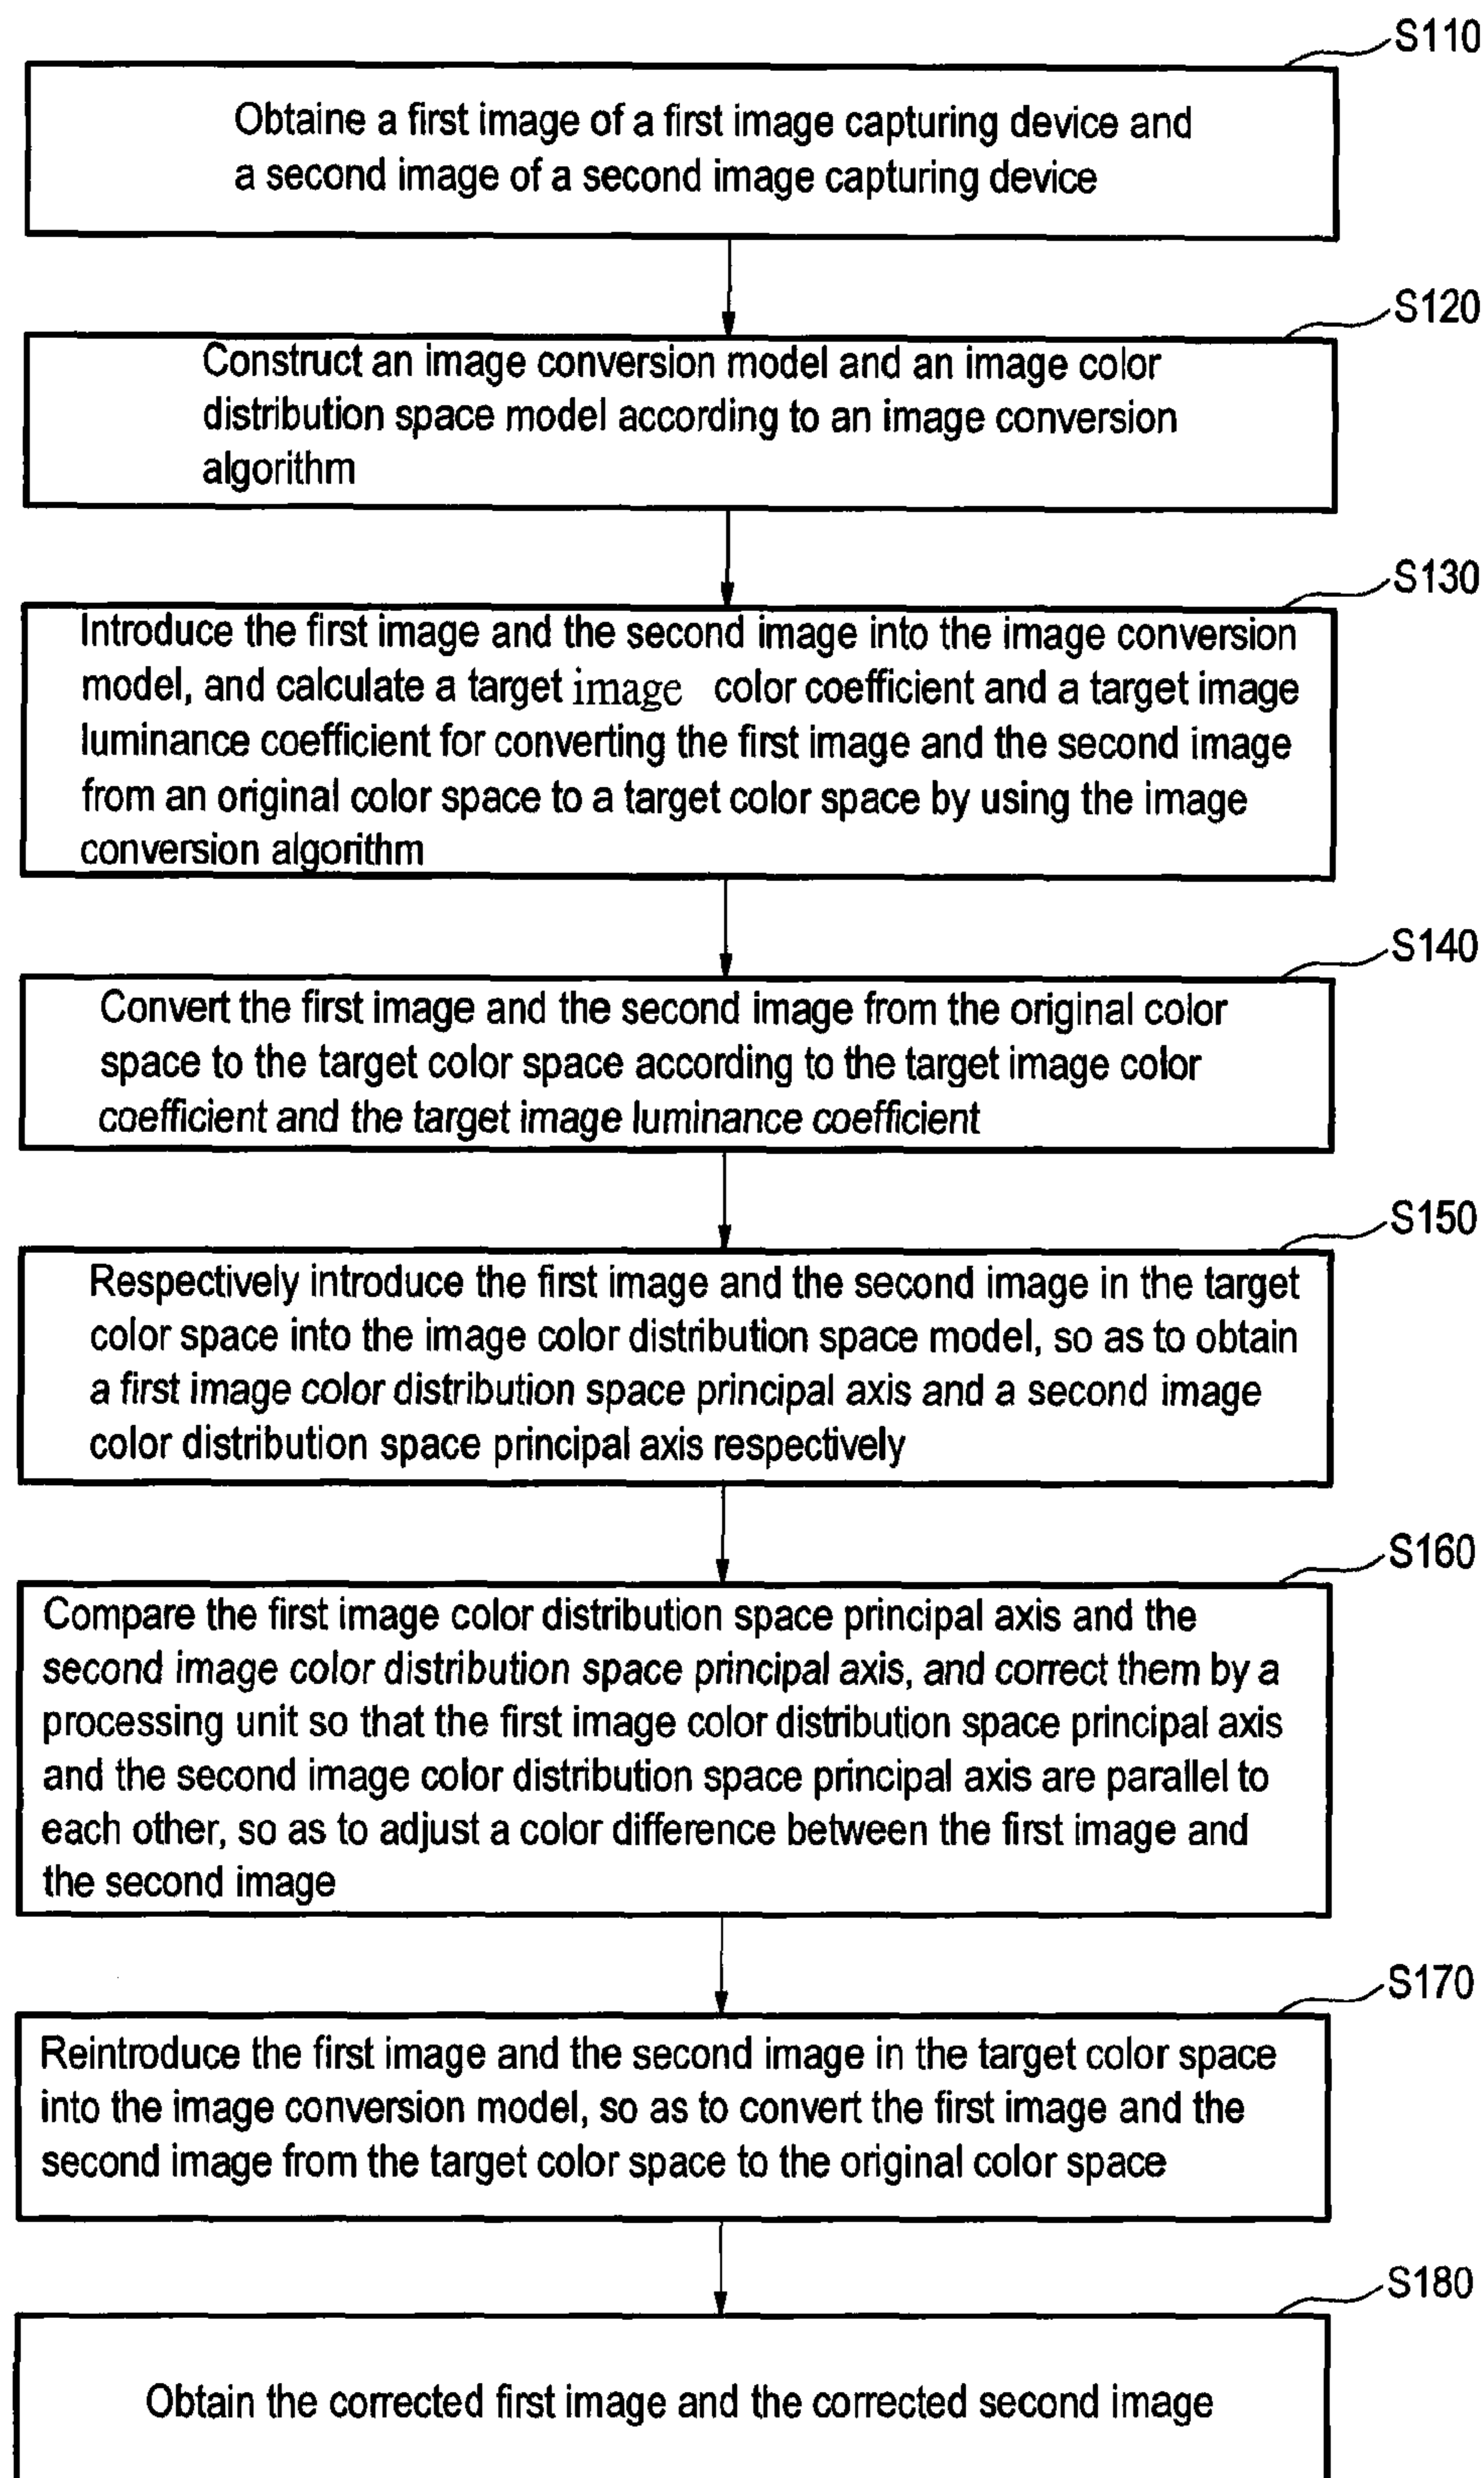 S110
Obtaine a first image of a first image capturing device and
a second image of a second image capturing device
S120
Construct an image conversion model and an image color
distribution space model according to an image conversion
algorithm
S130
Introduce the first image and the second image into the image conversion
model, and calculate a target image color coefficient and a target image
luminance coefficient for converting the first image and the second image
from an original color space to a target color space by using the image
conversion algorithm
S140
Convert the first image and the second image from the original color
space to the target color space according to the target image color
coefficient and the target image luminance coefficient
S150
Respectively introduce the first image and the second image in the target
color space into the image color distribution space model, so as to obtain
a first image color distribution space principal axis and a second image
color distribution space principal axis respectively
S160
Compare the first image color distribution space principal axis and the
second image color distribution space principal axis, and correct them by a
processing unit so that the first image color distribution space principal axis
and the second image color distribution space principal axis are parallel to
each other, so as to adjust a color difference between the first image and
the second image
S170
Reintroduce the first image and the second image in the target color space
into the image conversion model, so as to convert the first image and the
second image from the target color space to the original color space
S180
Obtain the corrected first image and the corrected second image